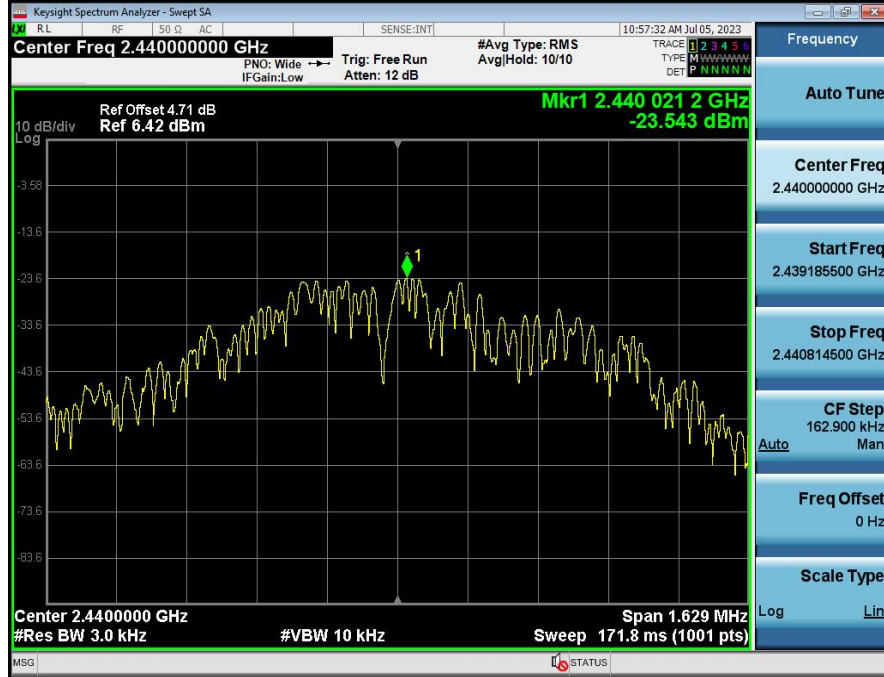 Keysight Spectrum Analyzer - Swept SA
LXI RL RF 50 Ω AC SENSE:INT 10:57:32 AM Jul 05, 2023
Center Freq 2.440000000 GHz
PNO: Wide
IFGain:Low
Trig: Free Run
Atten: 12 dB
#Avg Type: RMS
Avg|Hold: 10/10
TRACE 1 2 3 4 5 6
TYPE M WWWWW
DET P N N N N N
Ref Offset 4.71 dB
10 dB/div Ref 6.42 dBm
Log
Mkr1 2.440 021 2 GHz
-23.543 dBm
1
-3.58
-13.6
-23.6
-33.6
-43.6
-53.6
-63.6
-73.6
-83.6
Center 2.4400000 GHz Span 1.629 MHz
#Res BW 3.0 kHz #VBW 10 kHz Sweep 171.8 ms (1001 pts)
MSG STATUS
Frequency
Auto Tune
Center Freq
2.440000000 GHz
Start Freq
2.439185500 GHz
Stop Freq
2.440814500 GHz
CF Step
162.900 kHz
Auto Man
Freq Offset
0 Hz
Scale Type
Log Lin